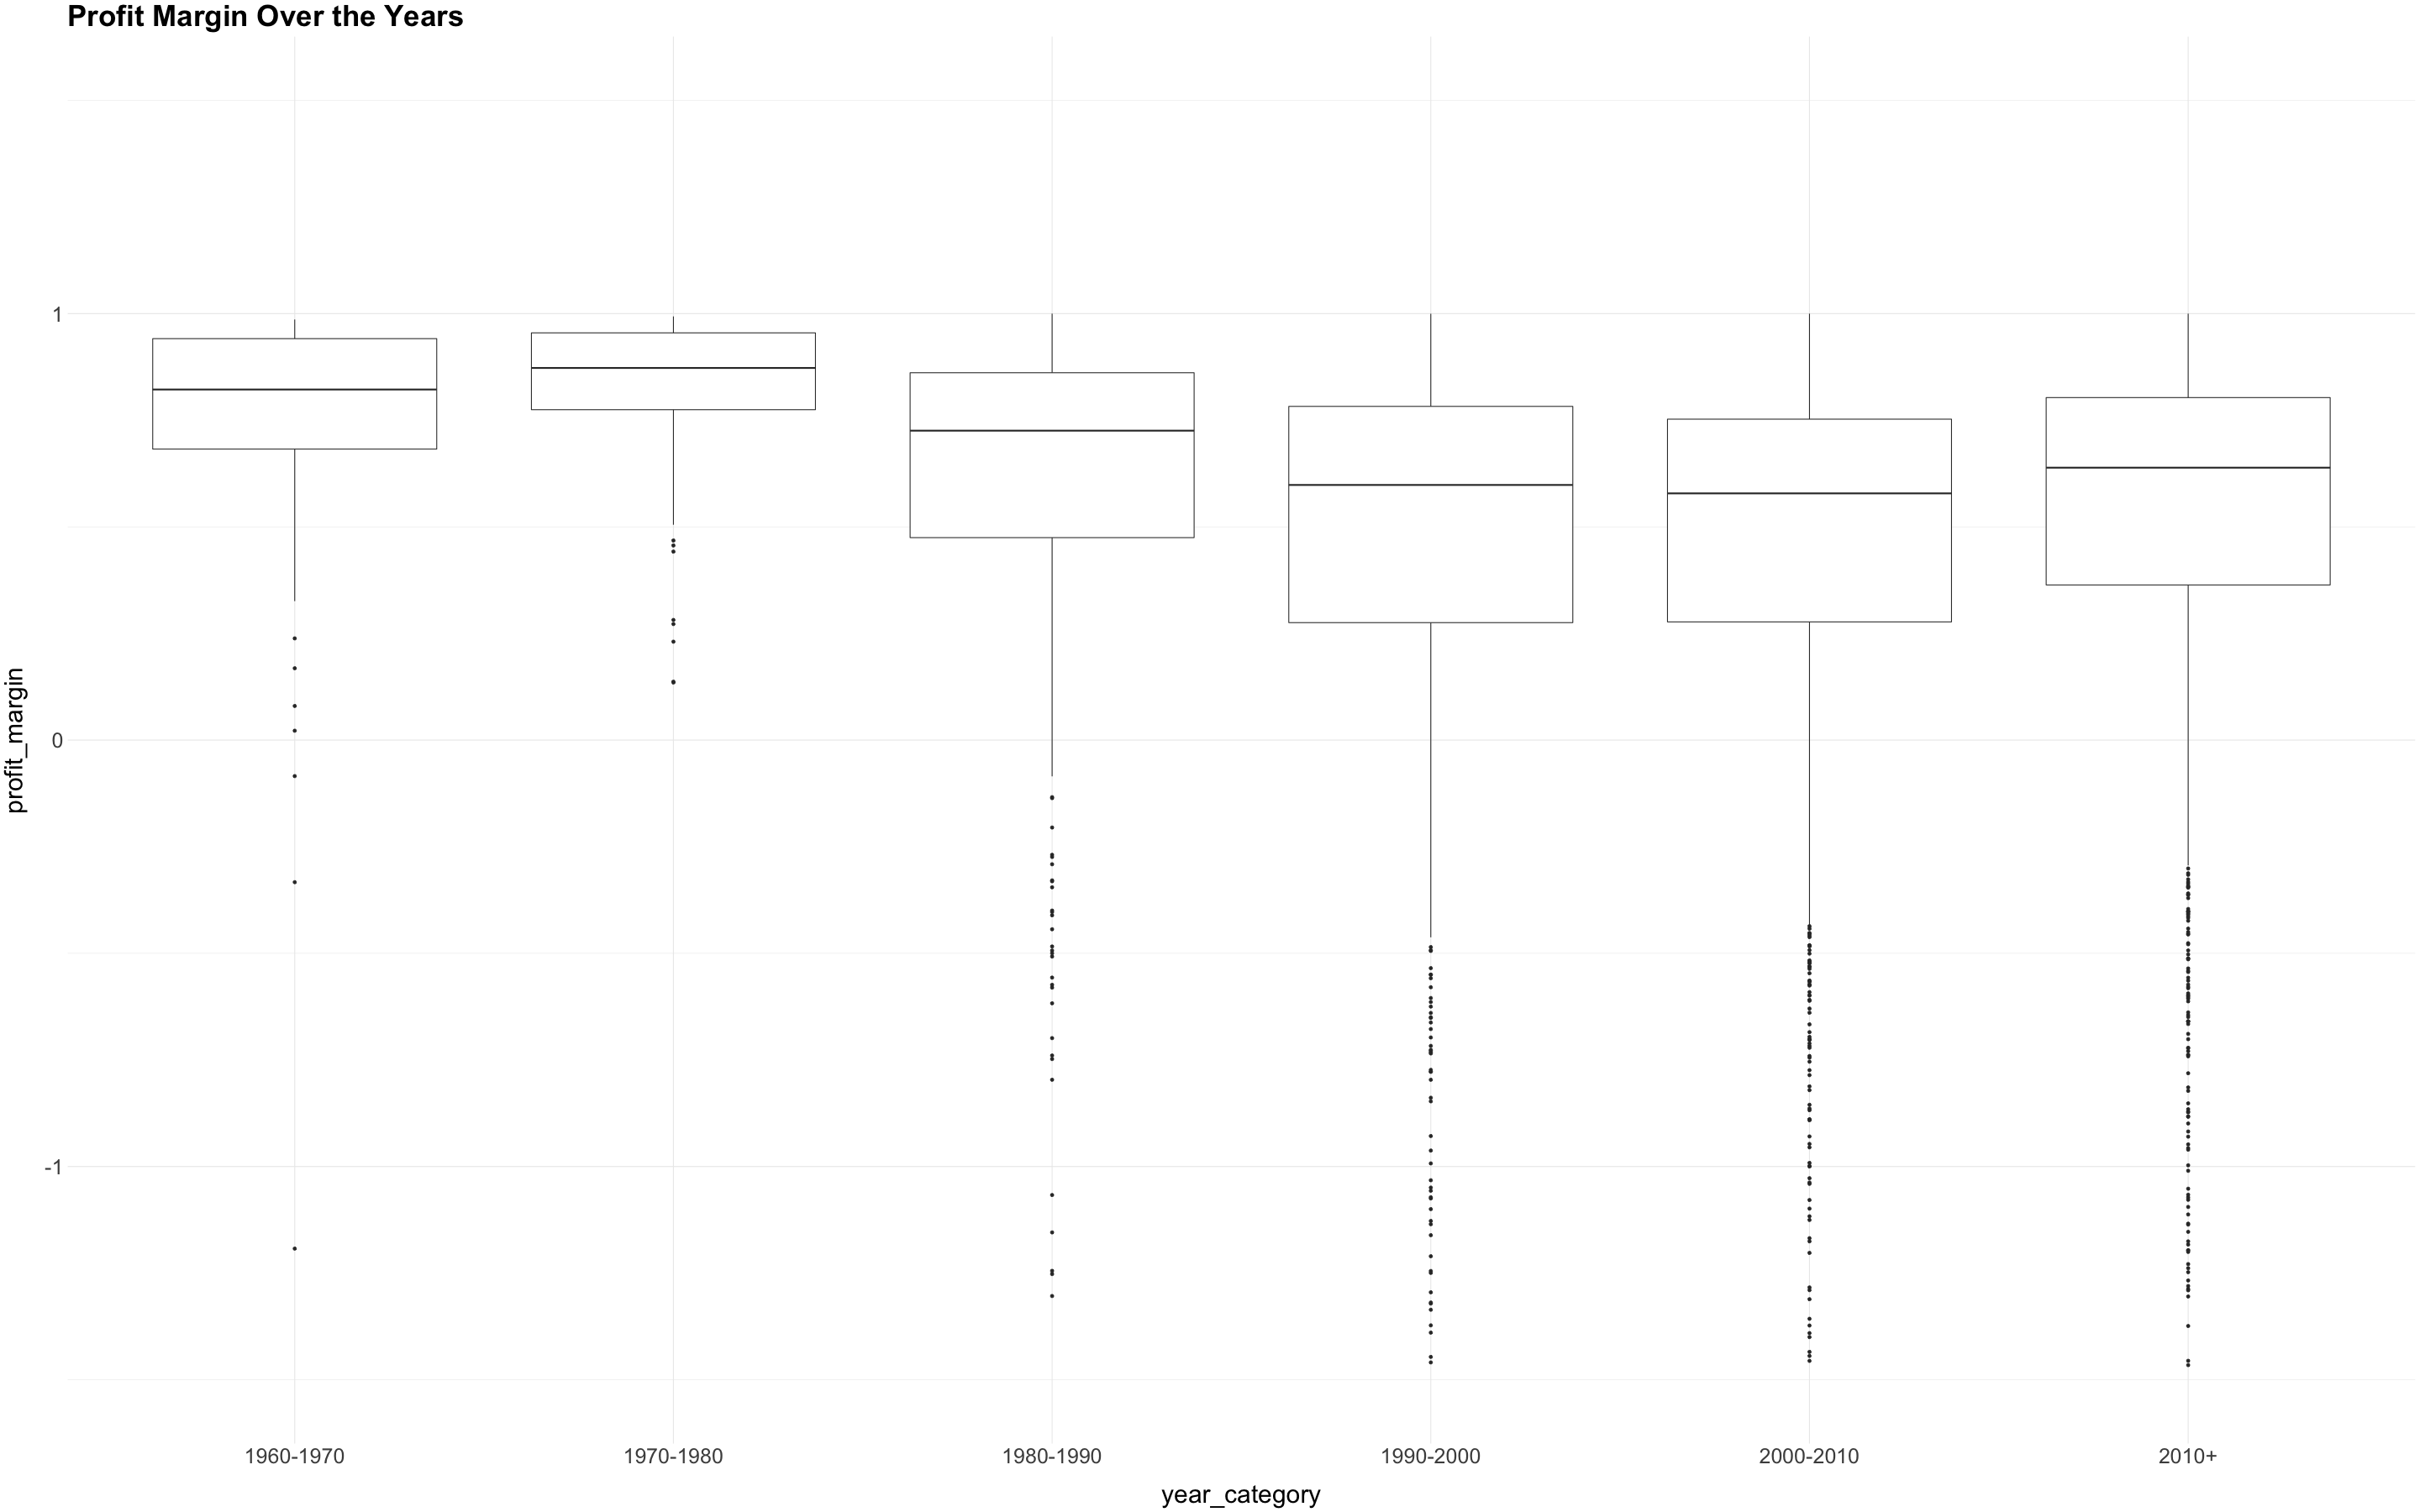 Profit Margin Over the Years
profit_margin
1
0
-1
1960-1970 1970-1980 1980-1990 1990-2000 2000-2010 2010+
year_category